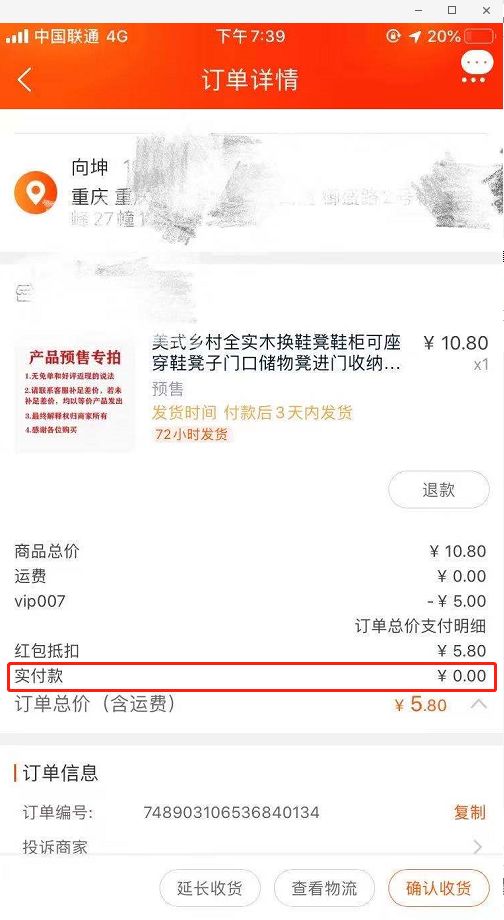 中国联通 4G
下午7:39
20%
订单详情
向坤
重庆
27幢1
产品预售专拍
1.无免单和好评返现的说法
2.请联系客服补足差价，若未
补足差价，均以等价产品发出
3.最终解释权归商家所有
4.感谢各位购买
美式乡村全实木换鞋凳鞋柜可座
穿鞋凳子门口储物凳进门收纳...
¥ 10.80
x1
预售
发货时间 付款后3天内发货
72小时发货
退款
商品总价 ¥ 10.80
运费 ¥ 0.00
vip007 -¥ 5.00
订单总价支付明细
红包抵扣 ¥ 5.80
实付款 ¥ 0.00
订单总价（含运费） ¥ 5.80
订单信息
订单编号: 748903106536840134 复制
投诉商家
延长收货 查看物流 确认收货